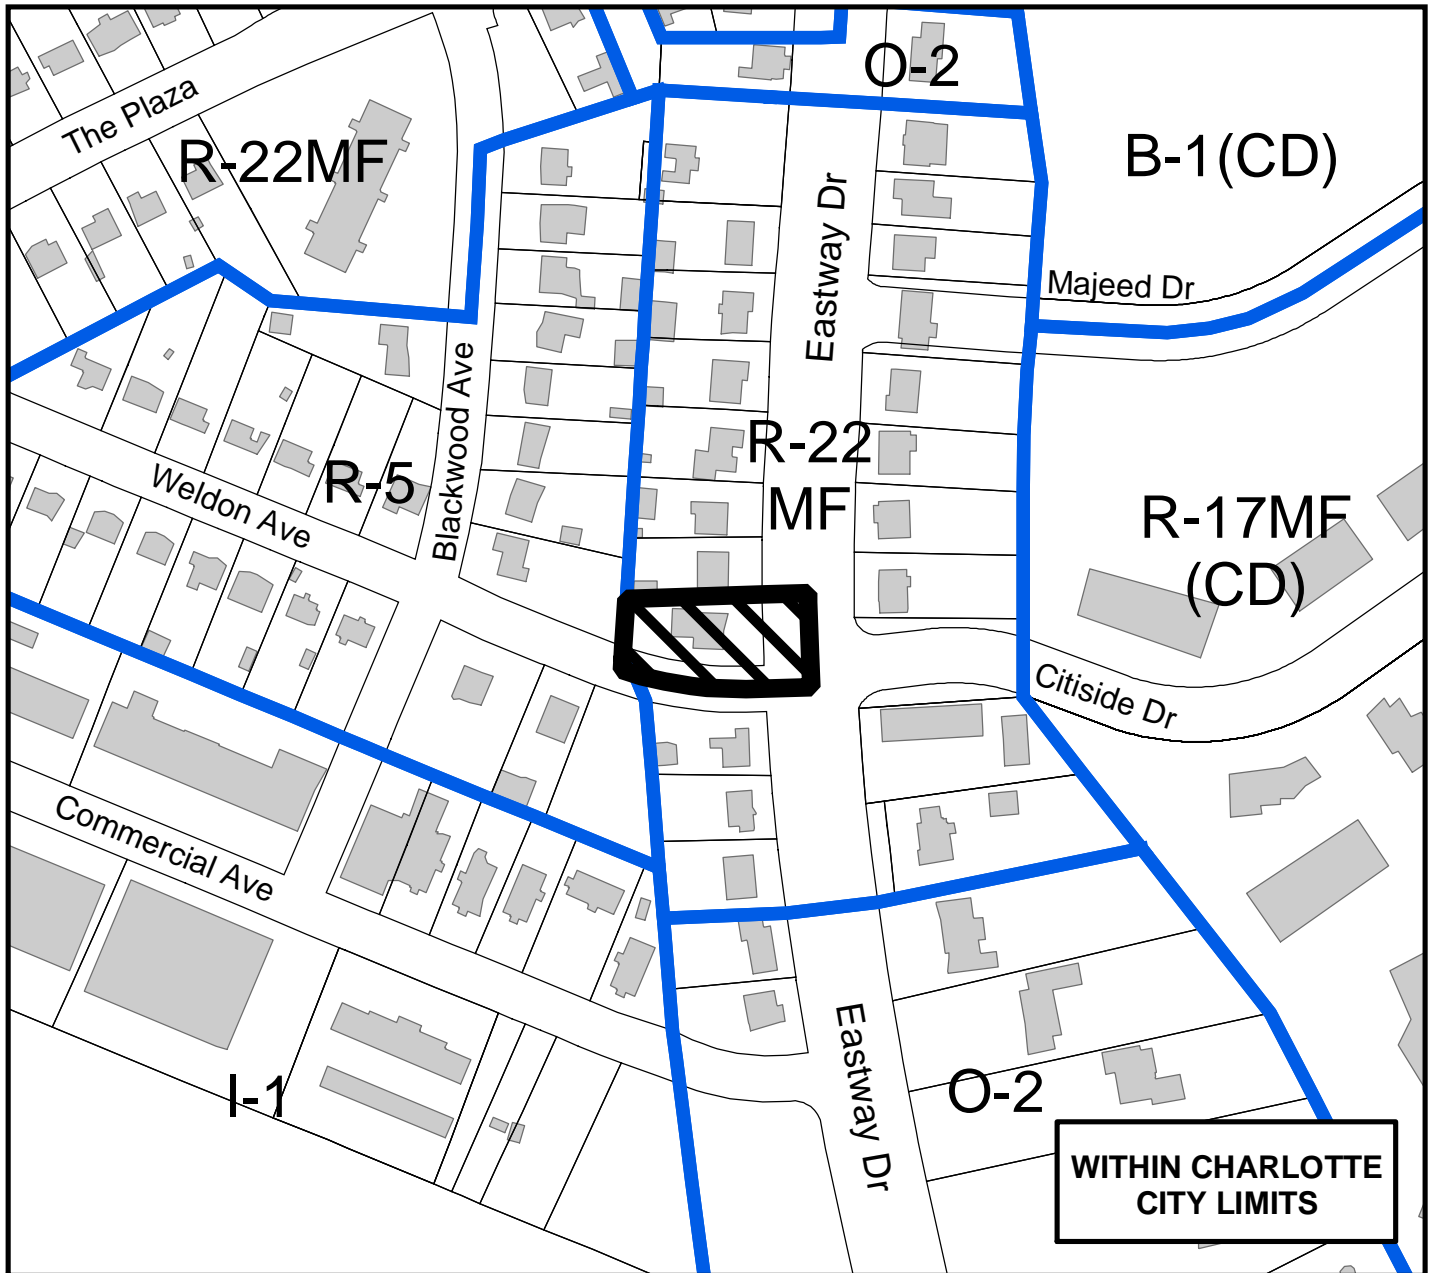 O-2
The Plaza
R-22MF
B-1(CD)
Eastway Dr
Majeed Dr
Blackwood Ave
R-22
MF
R-5
Weldon Ave
R-17MF
(CD)
Citiside Dr
Commercial Ave
Eastway Dr
I-1
O-2
WITHIN CHARLOTTE
CITY LIMITS